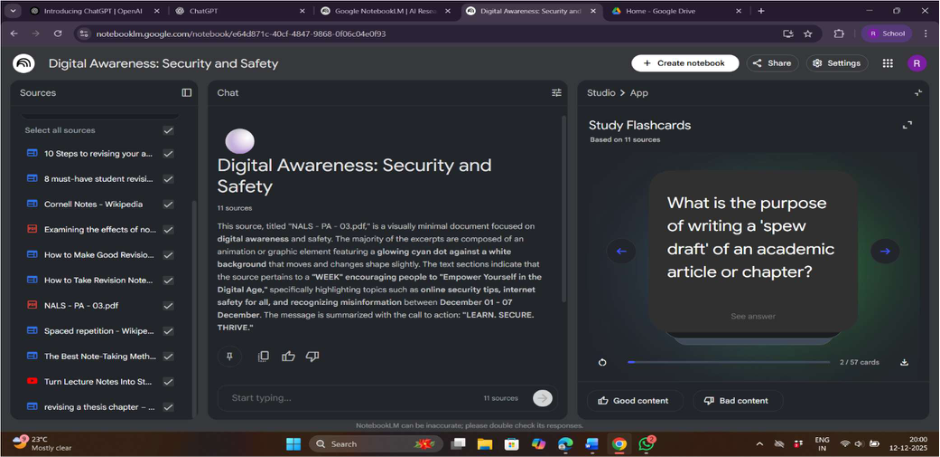 Introducing ChatGPT | OpenAI
ChatGPT
Google NotebookLM | AI Rese
Digital Awareness: Security and
Home - Google Drive
notebooklm.google.com/notebook/e64d871c-40cf-4847-9868-0f06c04e0f93
R School
Digital Awareness: Security and Safety
+ Create notebook
Share
Settings
R
Sources
Select all sources
10 Steps to revising your a...
8 must-have student revisi...
Cornell Notes - Wikipedia
Examining the effects of no...
How to Make Good Revisio...
How to Take Revision Note...
NALS - PA - 03.pdf
Spaced repetition - Wikipe...
The Best Note-Taking Meth...
Turn Lecture Notes Into St...
revising a thesis chapter – ...
Chat
Digital Awareness: Security and
Safety
11 sources
This source, titled "NALS - PA - 03.pdf," is a visually minimal document focused on
digital awareness and safety. The majority of the excerpts are composed of an
animation or graphic element featuring a glowing cyan dot against a white
background that moves and changes shape slightly. The text sections indicate that
the source pertains to a "WEEK" encouraging people to "Empower Yourself in the
Digital Age," specifically highlighting topics such as online security tips, internet
safety for all, and recognizing misinformation between December 01 - 07
December. The message is summarized with the call to action: "LEARN. SECURE.
THRIVE."
Start typing...
11 sources
Studio > App
Study Flashcards
Based on 11 sources
What is the purpose
of writing a 'spew
draft' of an academic
article or chapter?
See answer
2 / 57 cards
Good content
Bad content
NotebookLM can be inaccurate; please double check its responses.
23°C
Mostly clear
Search
2
ENG
IN
20:00
12-12-2025